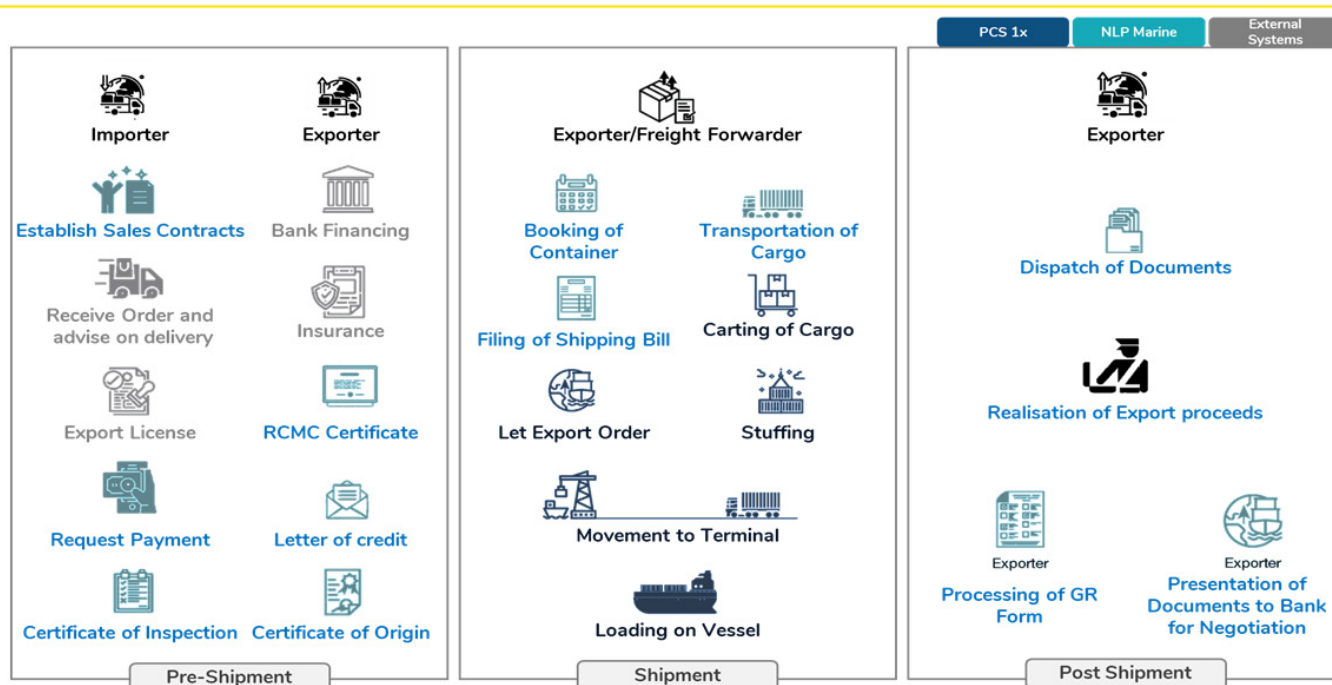 PCS 1x
NLP Marine
External
Systems
Importer
Exporter
Establish Sales Contracts
Bank Financing
Receive Order and
advise on delivery
Insurance
Export License
RCMC Certificate
Request Payment
Letter of credit
Certificate of Inspection
Certificate of Origin
Pre-Shipment
Exporter/Freight Forwarder
Booking of
Container
Transportation of
Cargo
Filing of Shipping Bill
Carting of Cargo
Let Export Order
Stuffing
Movement to Terminal
Loading on Vessel
Shipment
Exporter
Dispatch of Documents
Realisation of Export proceeds
Exporter
Processing of GR
Form
Exporter
Presentation of
Documents to Bank
for Negotiation
Post Shipment